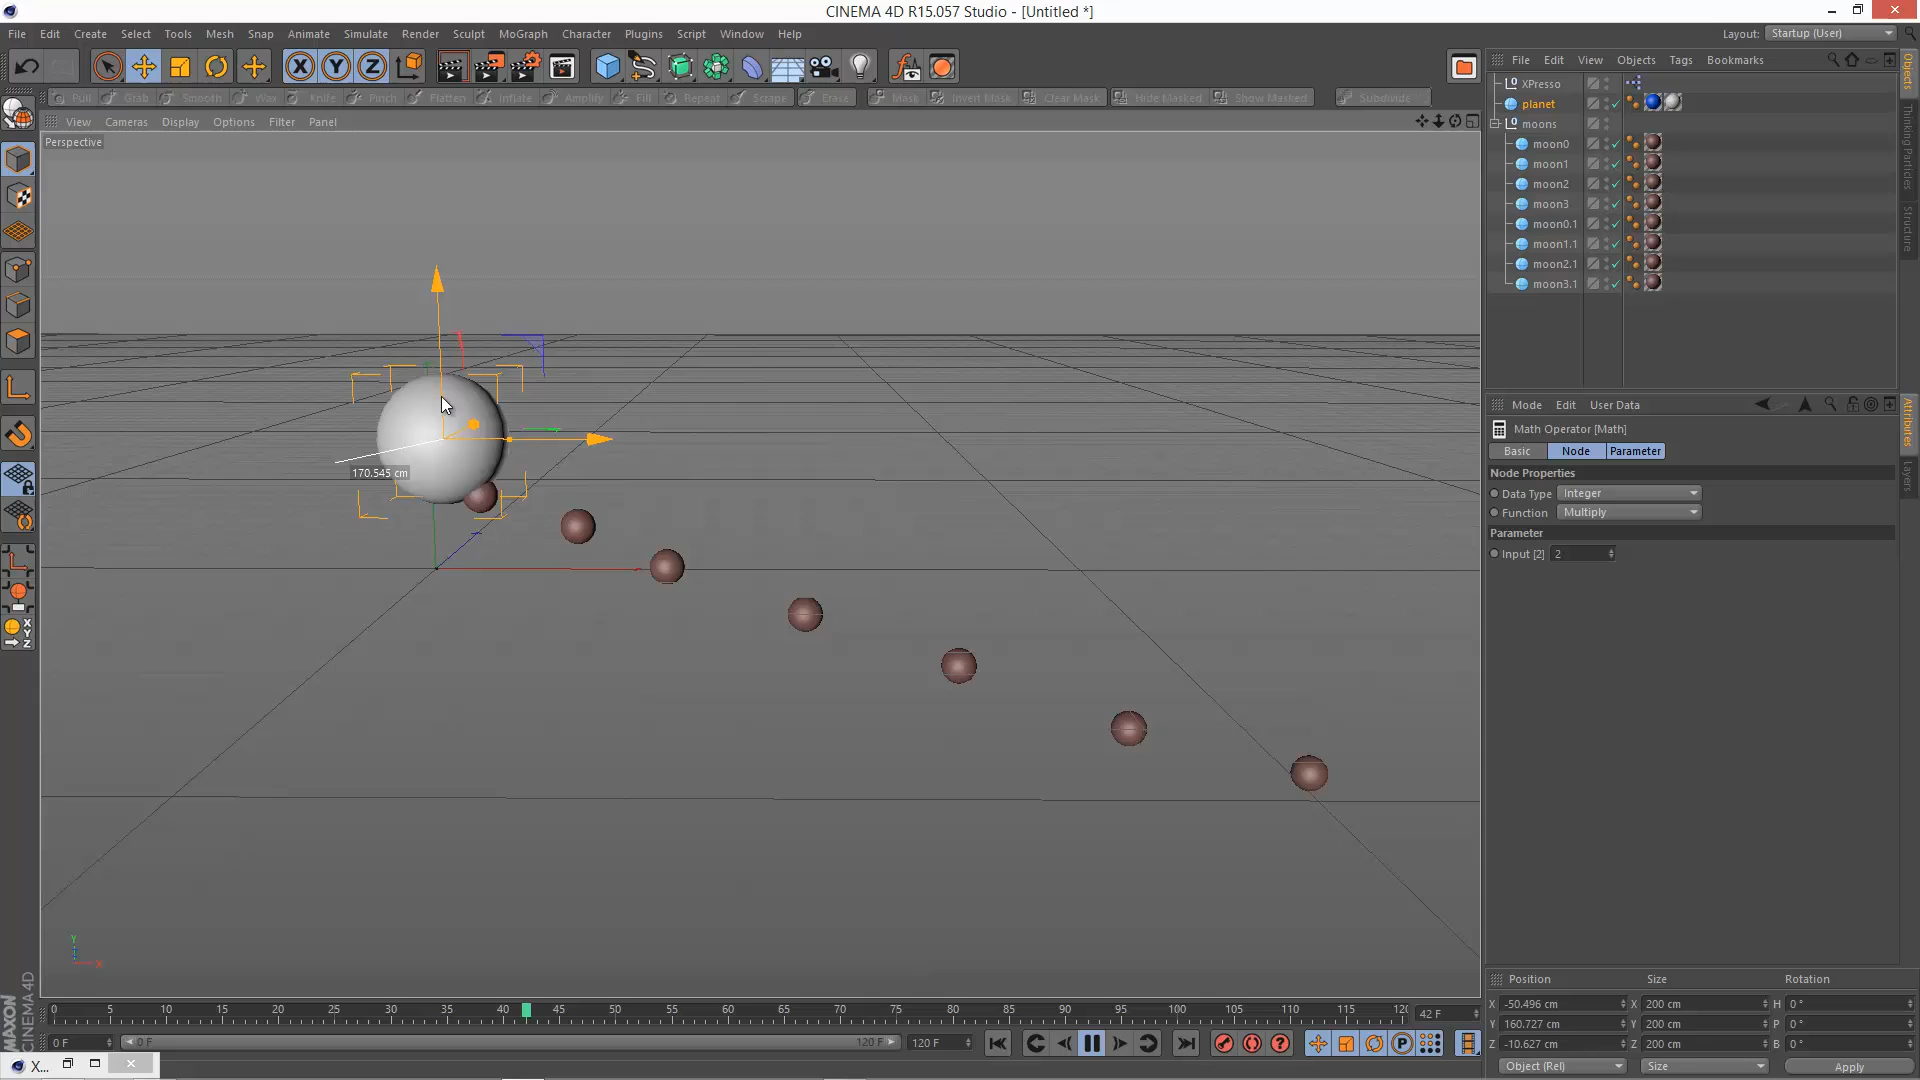 CINEMA 4D R15.057 Studio - [Untitled *]
File Edit Create Select Tools Mesh Snap Animate Simulate Render Sculpt MoGraph Character Plugins Script Window Help
Layout: Startup (User)
Pull Grab Smooth Wax Knife Pinch Flatten Inflate Amplify Fill Repeat Scrape Erase Mask Invert Mask Clear Mask Hide Masked Show Masked Subdivide
View Cameras Display Options Filter Panel
Perspective
170.545 cm
File Edit View Objects Tags Bookmarks
XPresso
planet
moons
moon0
moon1
moon2
moon3
moon0.1
moon1.1
moon2.1
moon3.1
Objects
Thinking Particles
Structure
Mode Edit User Data
Math Operator [Math]
Basic Node Parameter
Node Properties
Data Type Integer
Function Multiply
Parameter
Input [2] 2
Attributes
Layers
Position Size Rotation
X -50.496 cm X 200 cm H 0 °
Y 160.727 cm Y 200 cm P 0 °
Z -10.627 cm Z 200 cm B 0 °
Object (Rel) Size Apply
0 5 10 15 20 25 30 35 40 45 50 55 60 65 70 75 80 85 90 95 100 105 110 115 120 42 F
0 F 0 F 120 F 120 F
MAXON
CINEMA 4D
X...
Y
X
X Y Z
X
Y
Z
P